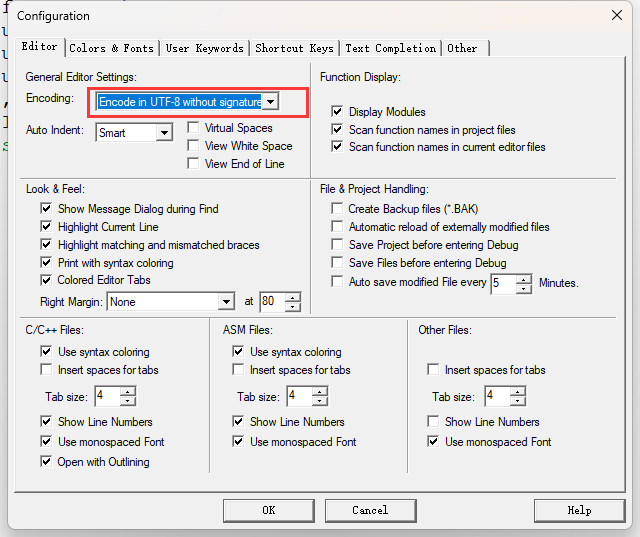 Configuration
Editor Colors & Fonts User Keywords Shortcut Keys Text Completion Other
General Editor Settings:
Encoding: Encode in UTF-8 without signature
Auto Indent: Smart
Virtual Spaces
View White Space
View End of Line
Function Display:
Display Modules
Scan function names in project files
Scan function names in current editor files
Look & Feel:
Show Message Dialog during Find
Highlight Current Line
Highlight matching and mismatched braces
Print with syntax coloring
Colored Editor Tabs
Right Margin: None at 80
File & Project Handling:
Create Backup files (*.BAK)
Automatic reload of externally modified files
Save Project before entering Debug
Save Files before entering Debug
Auto save modified File every 5 Minutes.
C/C++ Files:
Use syntax coloring
Insert spaces for tabs
Tab size: 4
Show Line Numbers
Use monospaced Font
Open with Outlining
ASM Files:
Use syntax coloring
Insert spaces for tabs
Tab size: 4
Show Line Numbers
Use monospaced Font
Other Files:
Insert spaces for tabs
Tab size: 4
Show Line Numbers
Use monospaced Font
OK Cancel Help